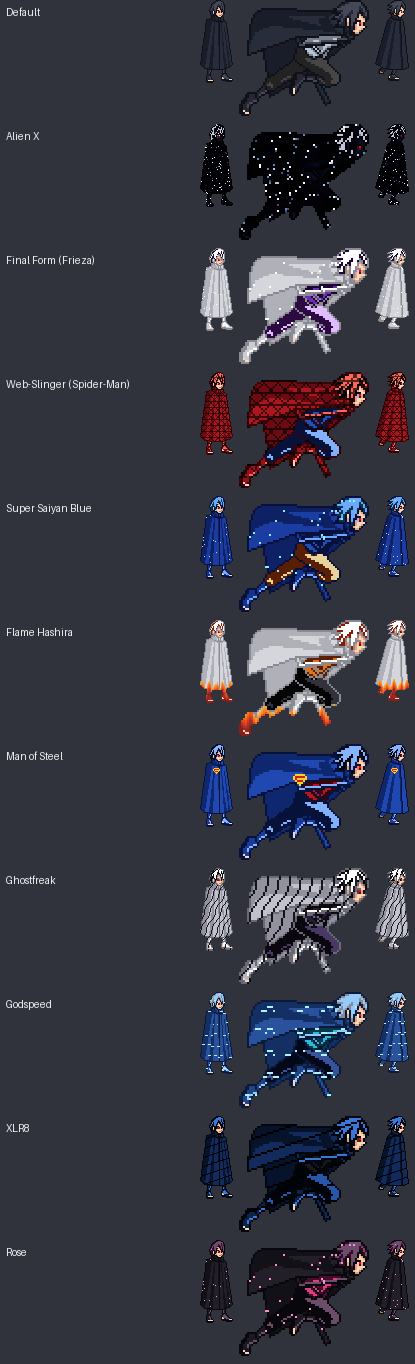 Default
Alien X
Final Form (Frieza)
Web-Slinger (Spider-Man)
Super Saiyan Blue
Flame Hashira
Man of Steel
Ghostfreak
Godspeed
XLR8
Rose